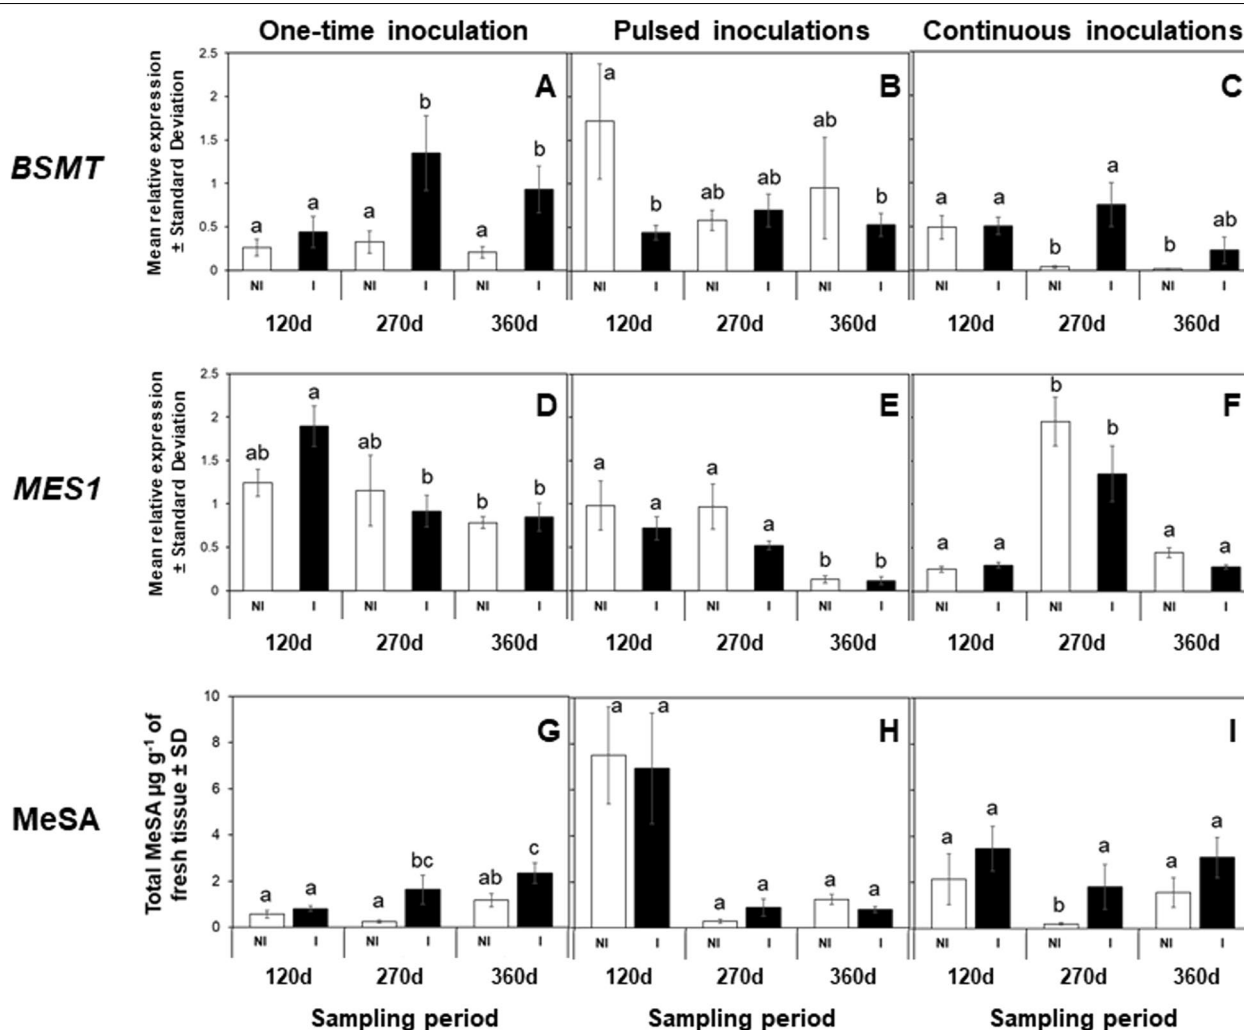 One-time inoculation Pulsed inoculations Continuous inoculations
BSMT
Mean relative expression
± Standard Deviation
2.5
2
1.5
1
0.5
0
A
a a a b a b
NI I NI I NI I
120d 270d 360d
B
a b ab ab ab b
NI I NI I NI I
120d 270d 360d
C
a a b a b ab
NI I NI I NI I
120d 270d 360d
MES1
Mean relative expression
± Standard Deviation
2.5
2
1.5
1
0.5
0
D
ab a ab b b b
NI I NI I NI I
120d 270d 360d
E
a a a a b b
NI I NI I NI I
120d 270d 360d
F
a a b b a a
NI I NI I NI I
120d 270d 360d
MeSA
Total MeSA µg g⁻¹ of
fresh tissue ± SD
10
8
6
4
2
0
G
a a a bc ab c
NI I NI I NI I
120d 270d 360d
Sampling period
H
a a a a a a
NI I NI I NI I
120d 270d 360d
Sampling period
I
a a b a a a
NI I NI I NI I
120d 270d 360d
Sampling period